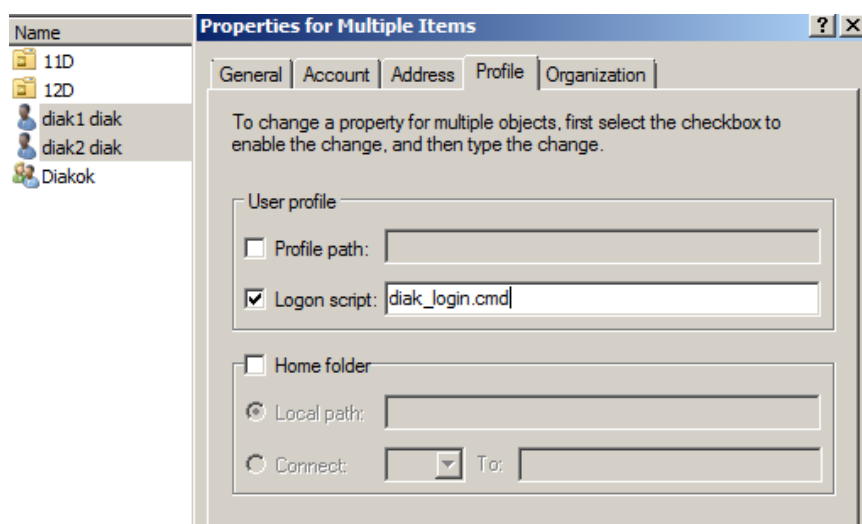 Name
11D
12D
diak1 diak
diak2 diak
Diakok
Properties for Multiple Items
General Account Address Profile Organization
To change a property for multiple objects, first select the checkbox to
enable the change, and then type the change.
User profile
Profile path:
Logon script: diak_login.cmd
Home folder
Local path:
Connect: To: